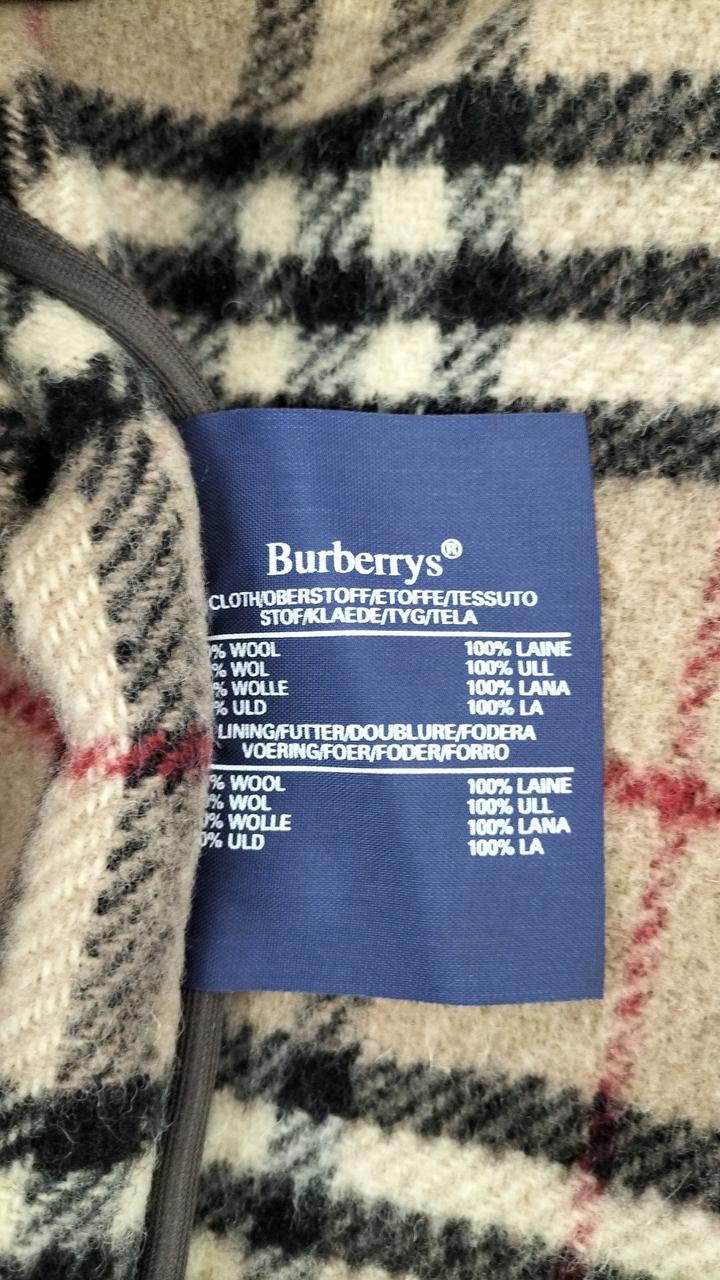 Burberrys®
CLOTH/OBERSTOFF/ETOFFE/TESSUTO
STOF/KLAEDE/TYG/TELA
% WOOL 100% LAINE
% WOL 100% ULL
% WOLLE 100% LANA
% ULD 100% LA
LINING/FUTTER/DOUBLURE/FODERA
VOERING/FOER/FODER/FORRO
% WOOL 100% LAINE
% WOL 100% ULL
0% WOLLE 100% LANA
0% ULD 100% LA